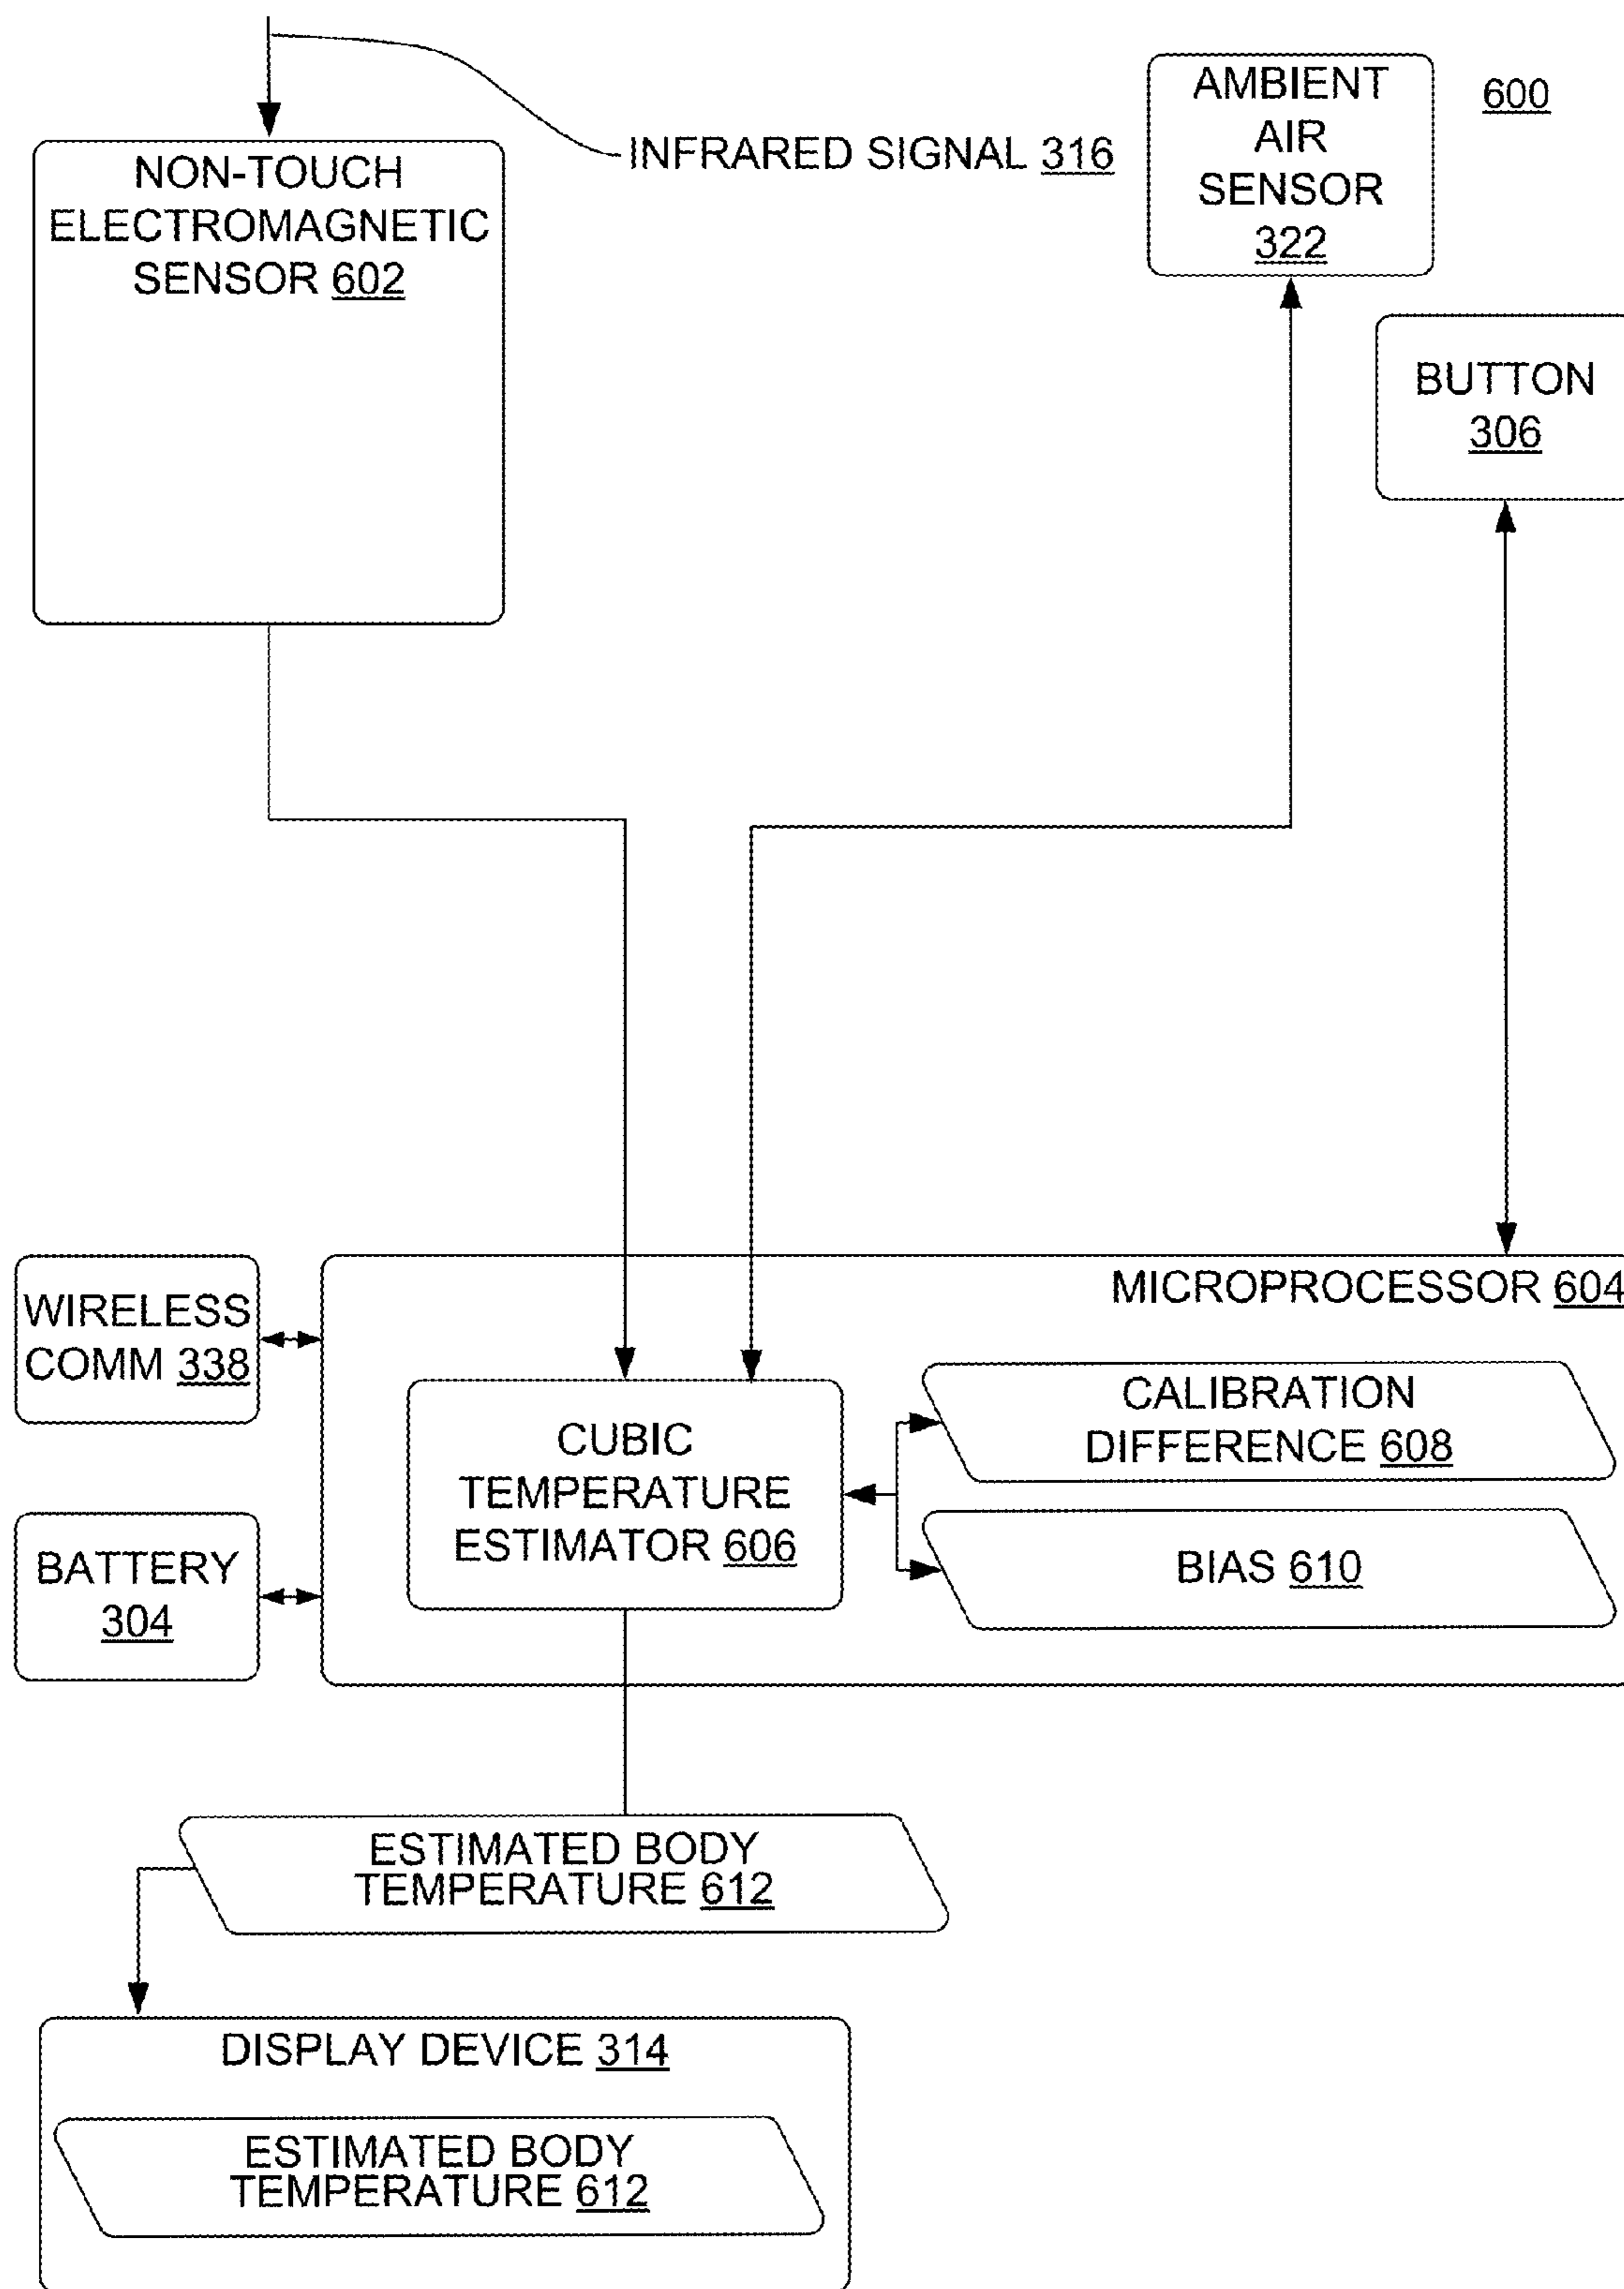 600
INFRARED SIGNAL 316
NON-TOUCH
ELECTROMAGNETIC
SENSOR 602
AMBIENT
AIR
SENSOR
322
BUTTON
306
MICROPROCESSOR 604
WIRELESS
COMM 338
BATTERY
304
CUBIC
TEMPERATURE
ESTIMATOR 606
CALIBRATION
DIFFERENCE 608
BIAS 610
ESTIMATED BODY
TEMPERATURE 612
DISPLAY DEVICE 314
ESTIMATED BODY
TEMPERATURE 612